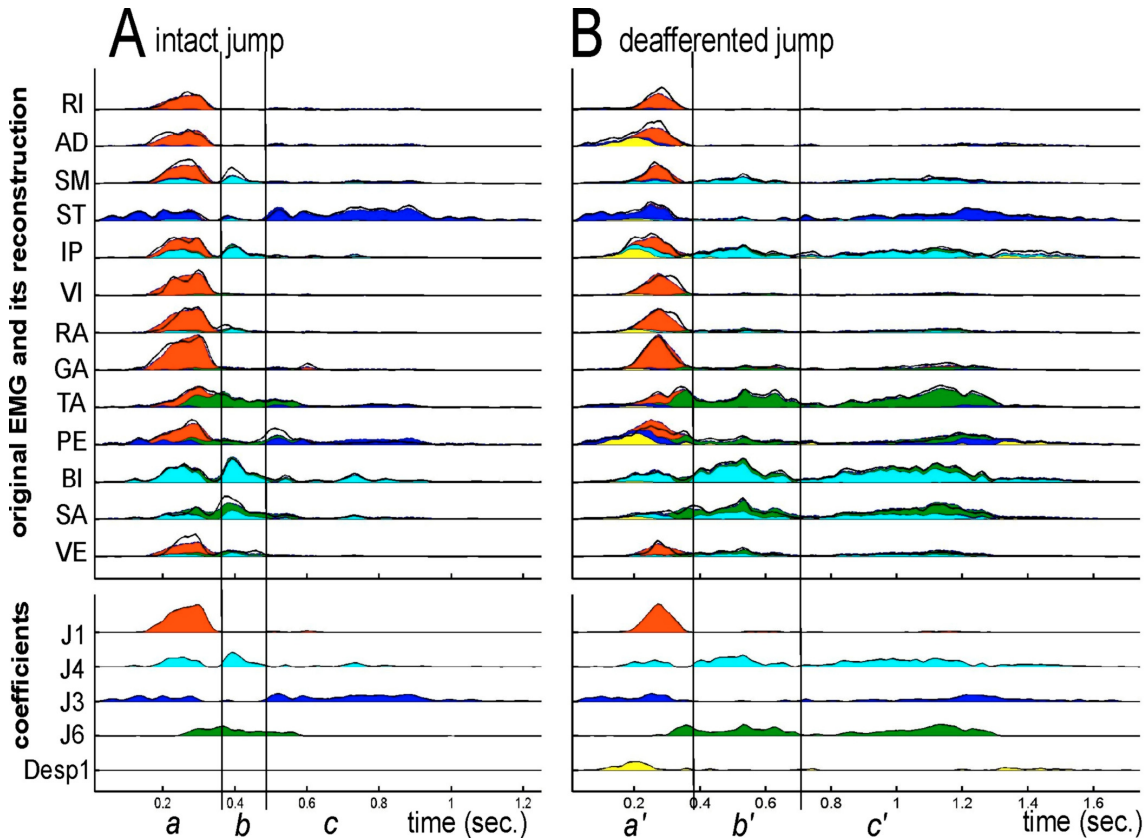 A intact jump
B deafferented jump
original EMG and its reconstruction
RI
AD
SM
ST
IP
VI
RA
GA
TA
PE
BI
SA
VE
coefficients
J1
J4
J3
J6
Desp1
0.2 0.4 0.6 0.8 1 1.2
a b c time (sec.)
0.2 0.4 0.6 0.8 1 1.2 1.4 1.6
a' b' c' time (sec.)